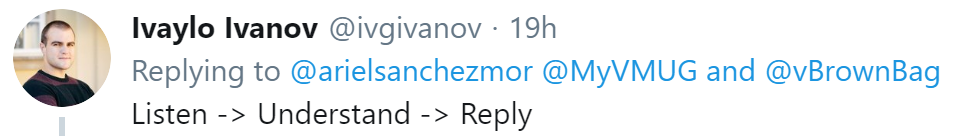 Ivaylo Ivanov @ivgivanov · 19h
Replying to @arielsanchezmor @MyVMUG and @vBrownBag
Listen -> Understand -> Reply